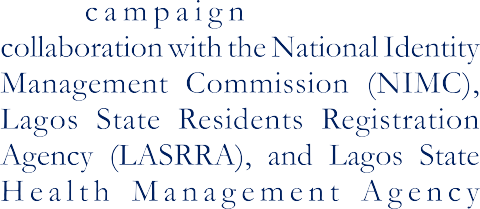 campaign
collaboration with the National Identity
Management Commission (NIMC),
Lagos State Residents Registration
Agency (LASRRA), and Lagos State
Health Management Agency